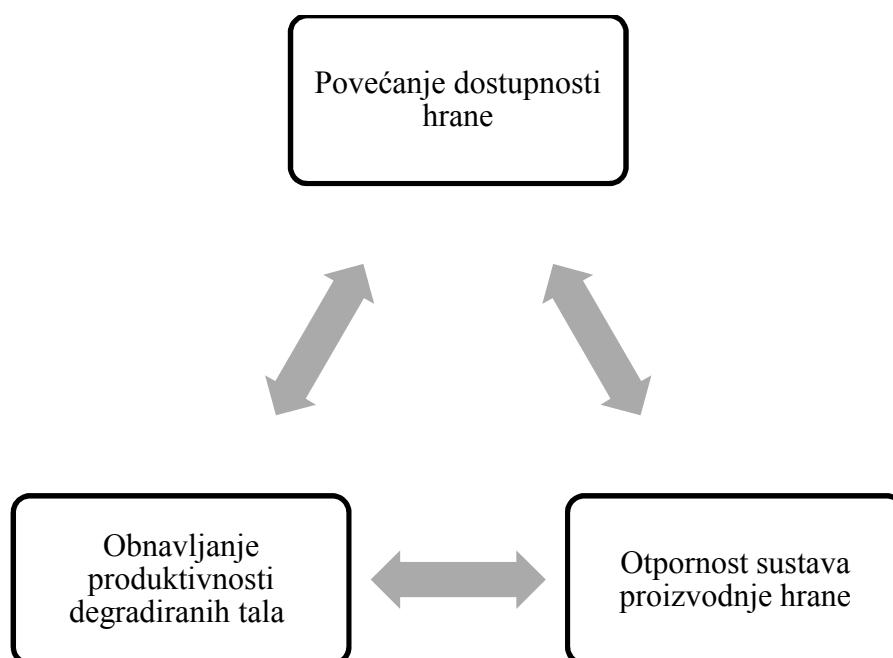 Povećanje dostupnosti
hrane
Obnavljanje
produktivnosti
degradiranih tala
Otpornost sustava
proizvodnje hrane